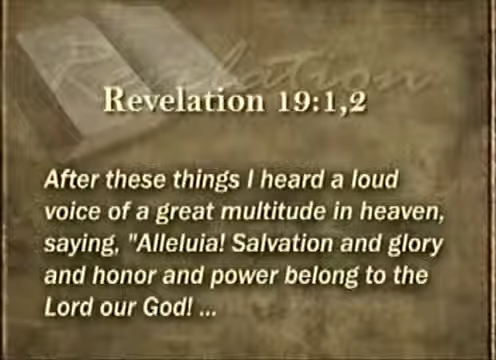 Revelation
Revelation 19:1,2
After these things I heard a loud
voice of a great multitude in heaven,
saying, "Alleluia! Salvation and glory
and honor and power belong to the
Lord our God! ...